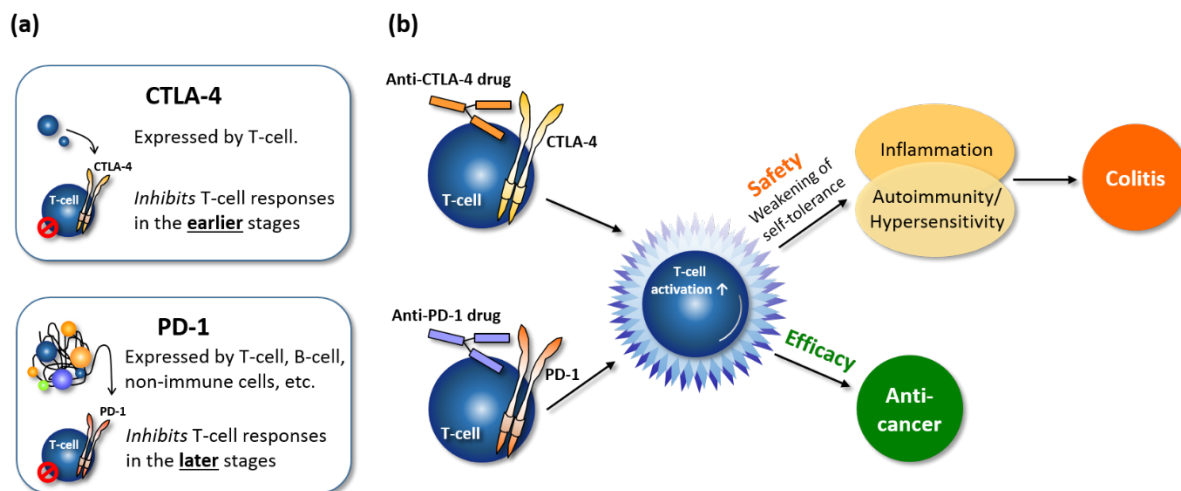 (a)
CTLA-4
Expressed by T-cell.
CTLA-4
T-cell
Inhibits T-cell responses
in the earlier stages
PD-1
Expressed by T-cell, B-cell,
non-immune cells, etc.
PD-1
T-cell
Inhibits T-cell responses
in the later stages
(b)
Anti-CTLA-4 drug
CTLA-4
T-cell
Anti-PD-1 drug
PD-1
T-cell
T-cell
activation ↑
Safety
Weakening of
self-tolerance
Inflammation
Autoimmunity/
Hypersensitivity
Colitis
Efficacy
Anti-
cancer